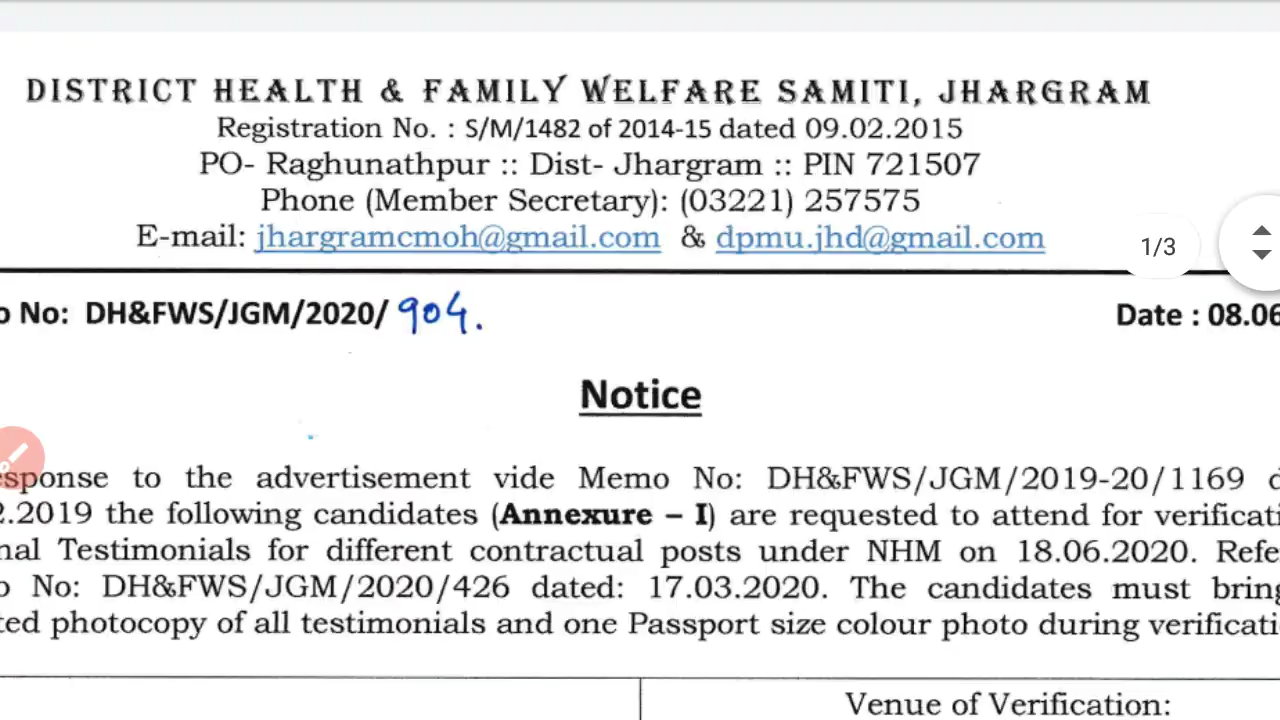 DISTRICT HEALTH & FAMILY WELFARE SAMITI, JHARGRAM
Registration No. : S/M/1482 of 2014-15 dated 09.02.2015
PO- Raghunathpur :: Dist- Jhargram :: PIN 721507
Phone (Member Secretary): (03221) 257575
E-mail: jhargramcmoh@gmail.com & dpmu.jhd@gmail.com
1/3
o No: DH&FWS/JGM/2020/ 904.
Date : 08.06
Notice
esponse to the advertisement vide Memo No: DH&FWS/JGM/2019-20/1169 d
2.2019 the following candidates (Annexure – I) are requested to attend for verificati
nal Testimonials for different contractual posts under NHM on 18.06.2020. Refe
o No: DH&FWS/JGM/2020/426 dated: 17.03.2020. The candidates must bring
ted photocopy of all testimonials and one Passport size colour photo during verificati
Venue of Verification: